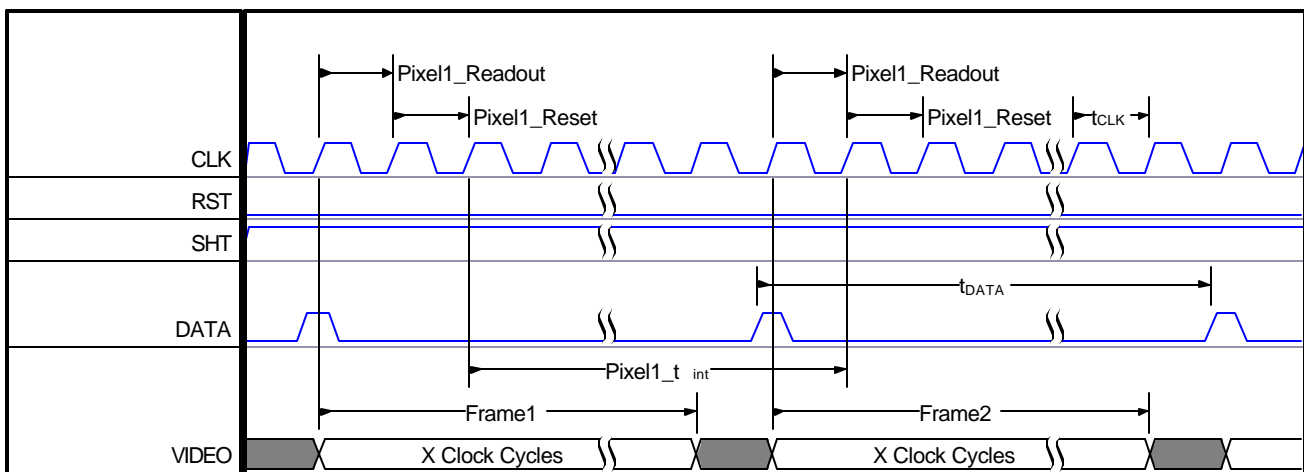 Pixel1_Readout Pixel1_Readout
Pixel1_Reset Pixel1_Reset tCLK
CLK
RST
SHT
tDATA
DATA
Pixel1_t int
Frame1 Frame2
VIDEO X Clock Cycles X Clock Cycles